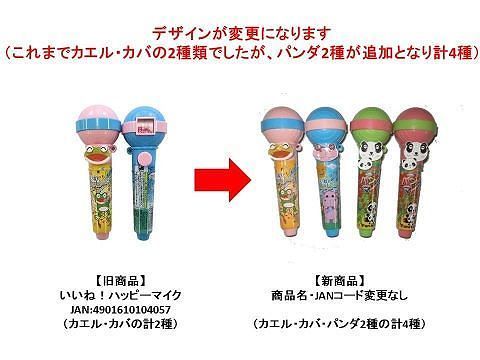 デザインが変更になります
（これまでカエル・カバの2種類でしたが、パンダ2種が追加となり計4種）
【旧商品】
いいね！ハッピーマイク
JAN:4901610104057
（カエル・カバの計2種）
【新商品】
商品名・JANコード変更なし
（カエル・カバ・パンダ2種の計4種）